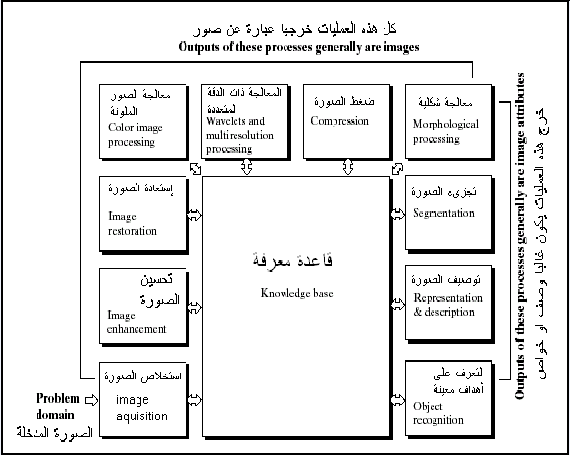 كل هذه العمليات خرجها عبارة عن صور
Outputs of these processes generally are images
معالجة لصور
الملونة
Color image
processing
المعالجة ذات الدقة
لمتعددة
Wavelets and
multiresolution
processing
ضغط الصورة
Compression
معالجة شكلية
Morphological
processing
إستعادة الصورة
Image
restoration
قاعدة معرفة
Knowledge base
تجزىء الصورة
Segmentation
تحسين
الصورة
Image
enhancement
توصيف الصورة
Representation
& description
استخلاص الصورة
image
aquisition
لتعرف على
أهداف معينة
Object
recognition
Problem
domain
الصورة المدخلة
Outputs of these processes generally are image attributes
خرج هذه العمليات يكون غالبا وصف او خواص